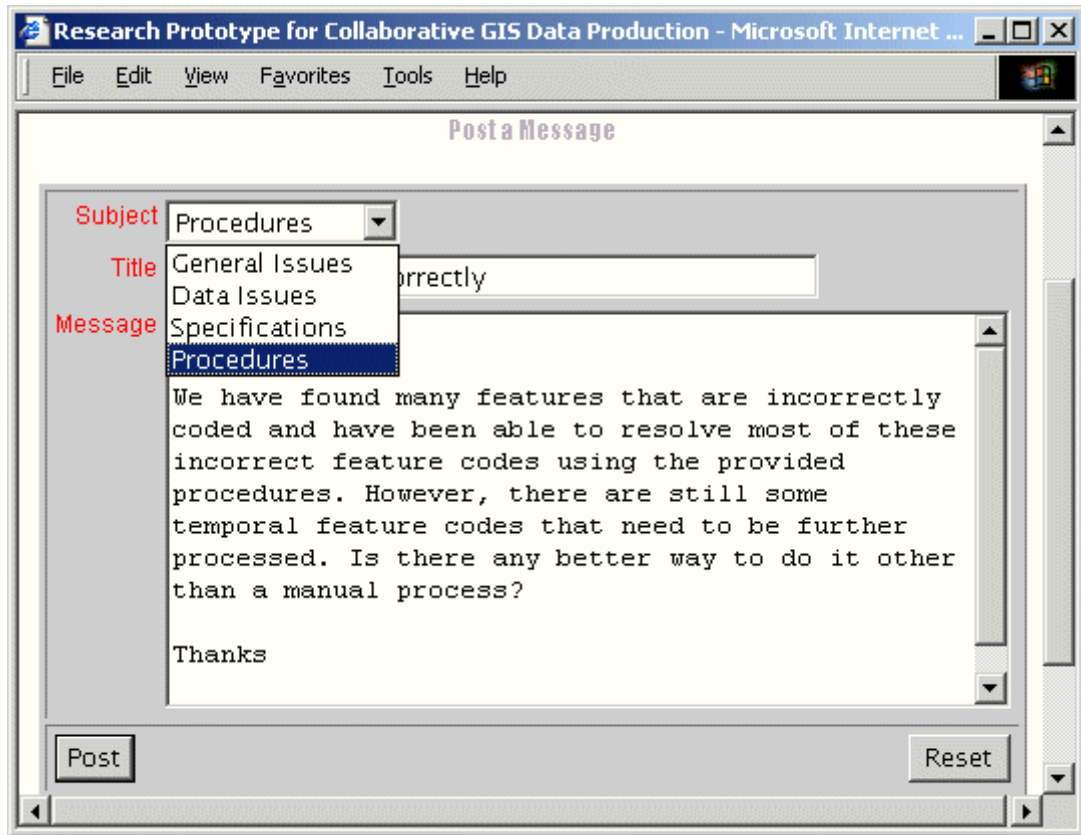 Research Prototype for Collaborative GIS Data Production - Microsoft Internet ...
File Edit View Favorites Tools Help
Post a Message
Subject Procedures
General Issues
Title orrectly
Data Issues
Message Specifications
Procedures
We have found many features that are incorrectly
coded and have been able to resolve most of these
incorrect feature codes using the provided
procedures. However, there are still some
temporal feature codes that need to be further
processed. Is there any better way to do it other
than a manual process?
Thanks
Post Reset